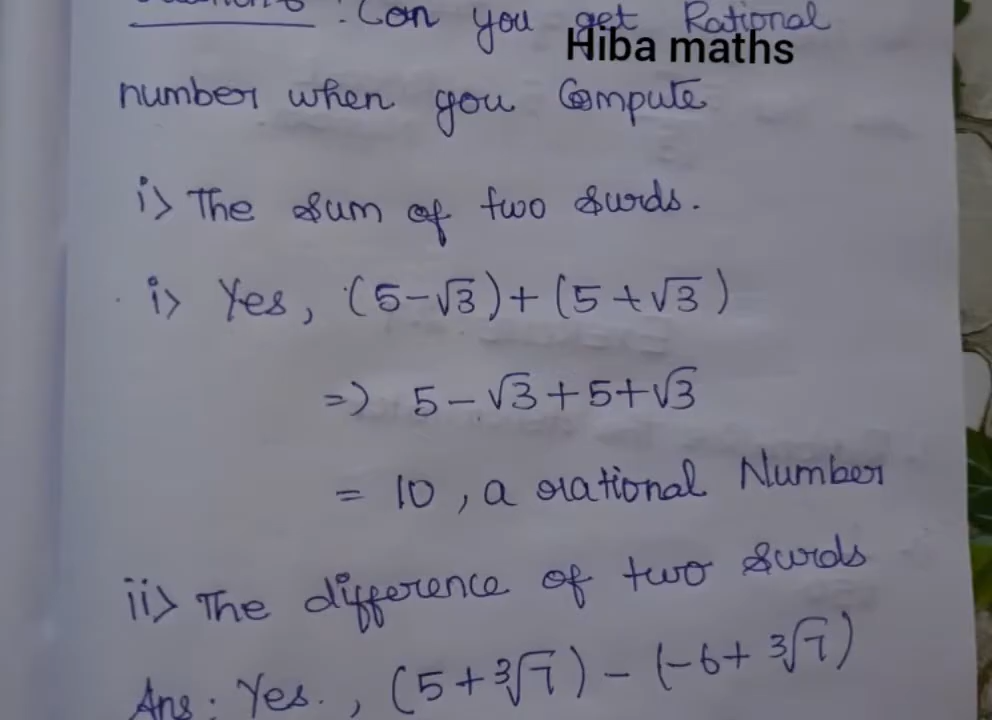 : Can you get Rational
Hiba maths
number when you Compute
i> The Sum of two Surds.
i> Yes, (5-√3)+(5+√3)
=> 5-√3+5+√3
= 10, a rational Number
ii> The difference of two Surds
Ans: Yes., (5+∛7) - (-6+ ∛7)